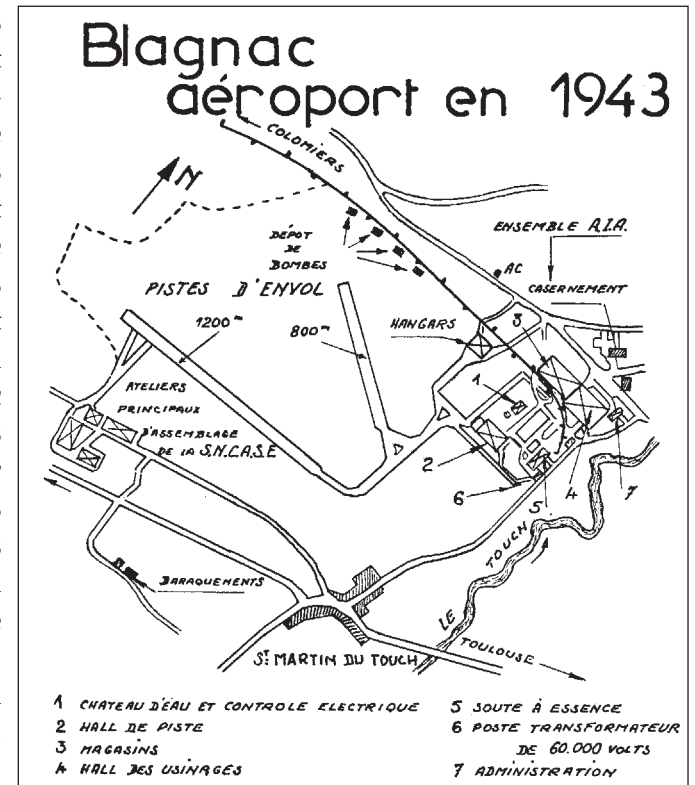 Blagnac
aéroport en 1943
COLOMIERS
N
DÉPOT
DE
BOMBES
ENSEMBLE A.I.A.
AC
CASERNEMENT
PISTES D'ENVOL
1200m
800m
HANGARS
3
1
ATELIERS
PRINCIPAUX
D'ASSEMBLAGE
DE LA S.N.C.A.S.E
2
6
5
4
7
BARAQUEMENTS
LE TOUCH
TOULOUSE
ST MARTIN DU TOUCH
1 CHATEAU D'EAU ET CONTROLE ELECTRIQUE
2 HALL DE PISTE
3 MAGASINS
4 HALL DES USINAGES
5 SOUTE À ESSENCE
6 POSTE TRANSFORMATEUR
DE 60.000 VOLTS
7 ADMINISTRATION